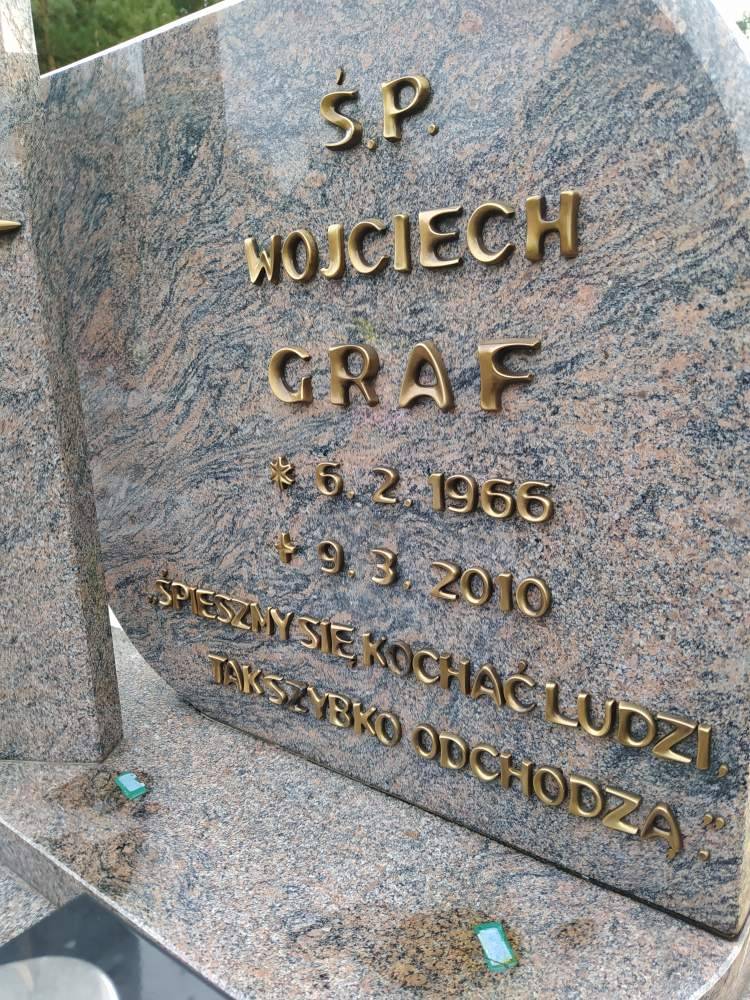 Ś.P.
WOJCIECH
GRAF
* 6. 2. 1966
✝ 9. 3. 2010
„ŚPIESZMY SIĘ KOCHAĆ LUDZI,
TAK SZYBKO ODCHODZĄ.”